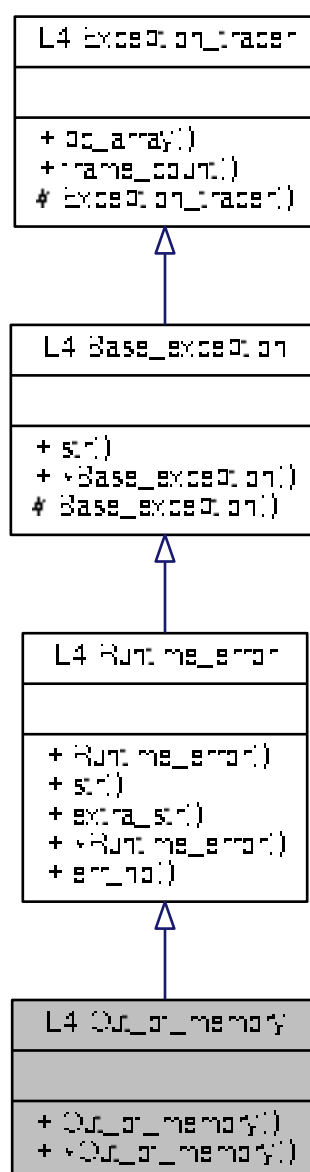 L4 Exception_tracer
+ pc_array()
+ frame_count()
# Exception_tracer()
L4 Base_exception
+ str()
+ ~Base_exception()
# Base_exception()
L4 Runtime_error
+ Runtime_error()
+ str()
+ extra_str()
+ ~Runtime_error()
+ err_no()
L4 Out_of_memory
+ Out_of_memory()
+ ~Out_of_memory()